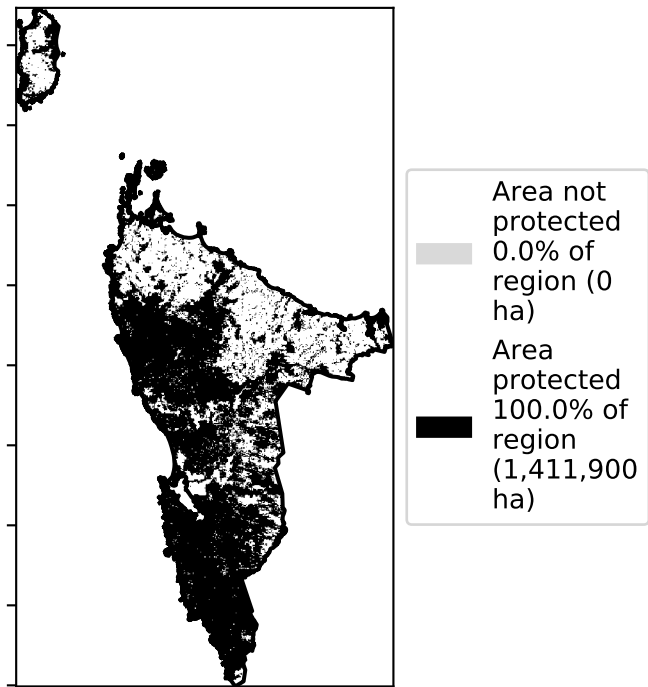 Area not
protected
0.0% of
region (0
ha)
Area
protected
100.0% of
region
(1,411,900
ha)